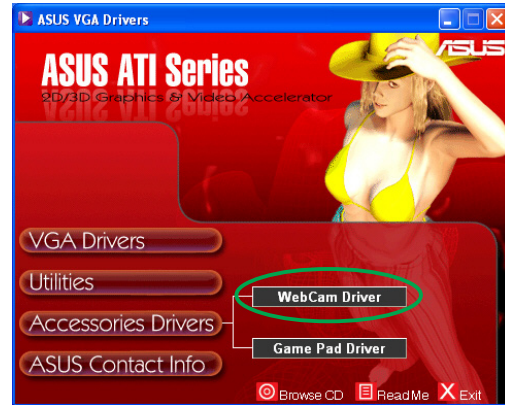 ASUS VGA Drivers
ASUS
ASUS ATI Series
2D/3D Graphics & Video Accelerator
VGA Drivers
Utilities
WebCam Driver
Accessories Drivers
Game Pad Driver
ASUS Contact Info
Browse CD
ReadMe
Exit